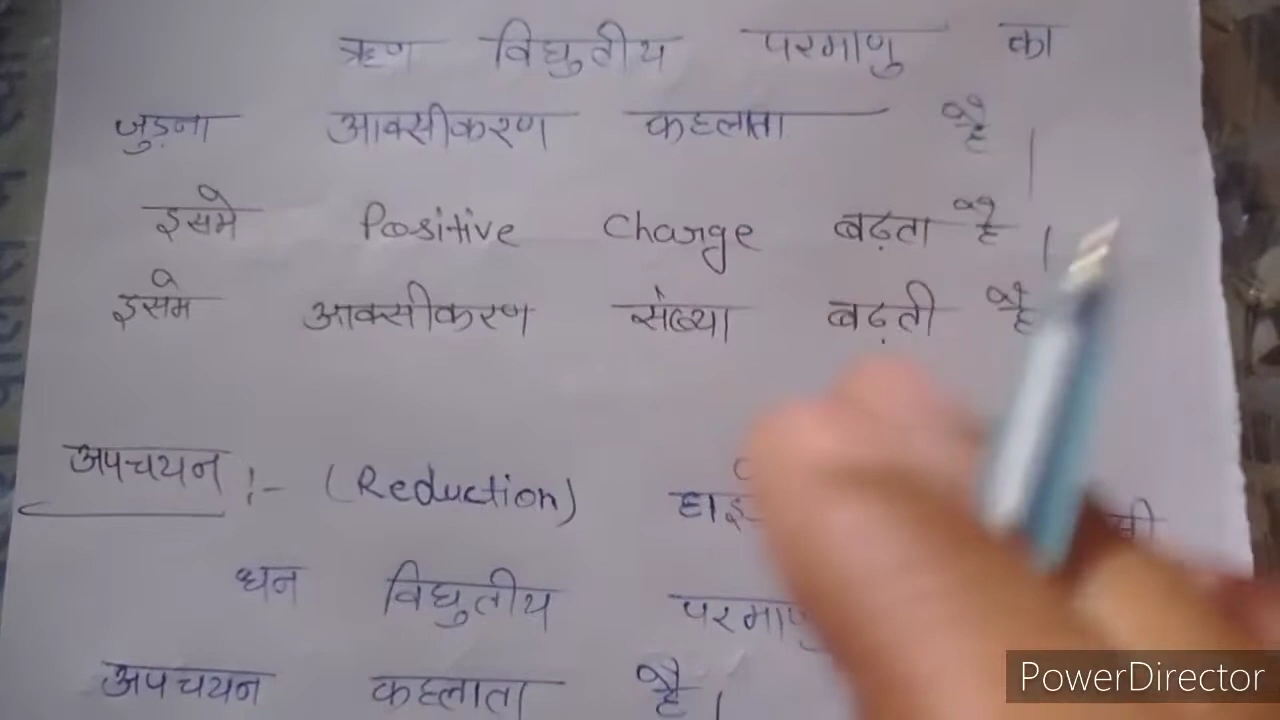 ऋण विघुतीय परमाणु का
जुड़ना आक्सीकरण कहलाता है।
इसमे Positive Charge बढ़ता है।
इसमे आक्सीकरण संख्या बढ़ती है
अपचयन :- (Reduction)
धन विघुतीय परमाणु
अपचयन कहलाता है।
PowerDirector